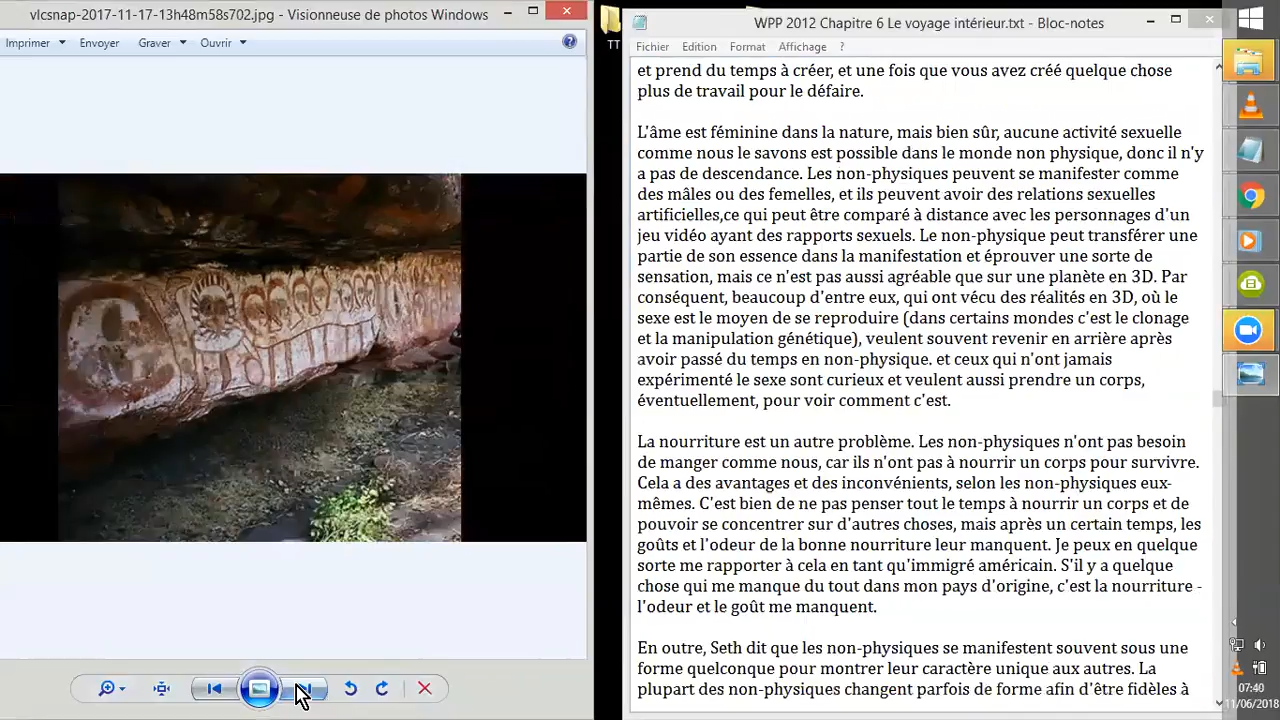 vlcsnap-2017-11-17-13h48m58s702.jpg - Visionneuse de photos Windows
Imprimer Envoyer Graver Ouvrir
TT
WPP 2012 Chapitre 6 Le voyage intérieur.txt - Bloc-notes
Fichier Edition Format Affichage ?
et prend du temps à créer, et une fois que vous avez créé quelque chose
plus de travail pour le défaire.
L'âme est féminine dans la nature, mais bien sûr, aucune activité sexuelle
comme nous le savons est possible dans le monde non physique, donc il n'y
a pas de descendance. Les non-physiques peuvent se manifester comme
des mâles ou des femelles, et ils peuvent avoir des relations sexuelles
artificielles,ce qui peut être comparé à distance avec les personnages d'un
jeu vidéo ayant des rapports sexuels. Le non-physique peut transférer une
partie de son essence dans la manifestation et éprouver une sorte de
sensation, mais ce n'est pas aussi agréable que sur une planète en 3D. Par
conséquent, beaucoup d'entre eux, qui ont vécu des réalités en 3D, où le
sexe est le moyen de se reproduire (dans certains mondes c'est le clonage
et la manipulation génétique), veulent souvent revenir en arrière après
avoir passé du temps en non-physique. et ceux qui n'ont jamais
expérimenté le sexe sont curieux et veulent aussi prendre un corps,
éventuellement, pour voir comment c'est.
La nourriture est un autre problème. Les non-physiques n'ont pas besoin
de manger comme nous, car ils n'ont pas à nourrir un corps pour survivre.
Cela a des avantages et des inconvénients, selon les non-physiques eux-
mêmes. C'est bien de ne pas penser tout le temps à nourrir un corps et de
pouvoir se concentrer sur d'autres choses, mais après un certain temps, les
goûts et l'odeur de la bonne nourriture leur manquent. Je peux en quelque
sorte me rapporter à cela en tant qu'immigré américain. S'il y a quelque
chose qui me manque du tout dans mon pays d'origine, c'est la nourriture -
l'odeur et le goût me manquent.
En outre, Seth dit que les non-physiques se manifestent souvent sous une
forme quelconque pour montrer leur caractère unique aux autres. La
plupart des non-physiques changent parfois de forme afin d'être fidèles à
07:40
11/06/2018